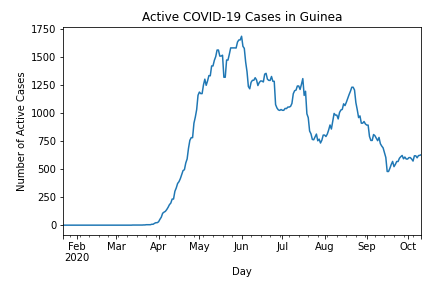 Active COVID-19 Cases in Guinea
Number of Active Cases
1750
1500
1250
1000
750
500
250
0
Feb Mar Apr May Jun Jul Aug Sep Oct
2020
Day